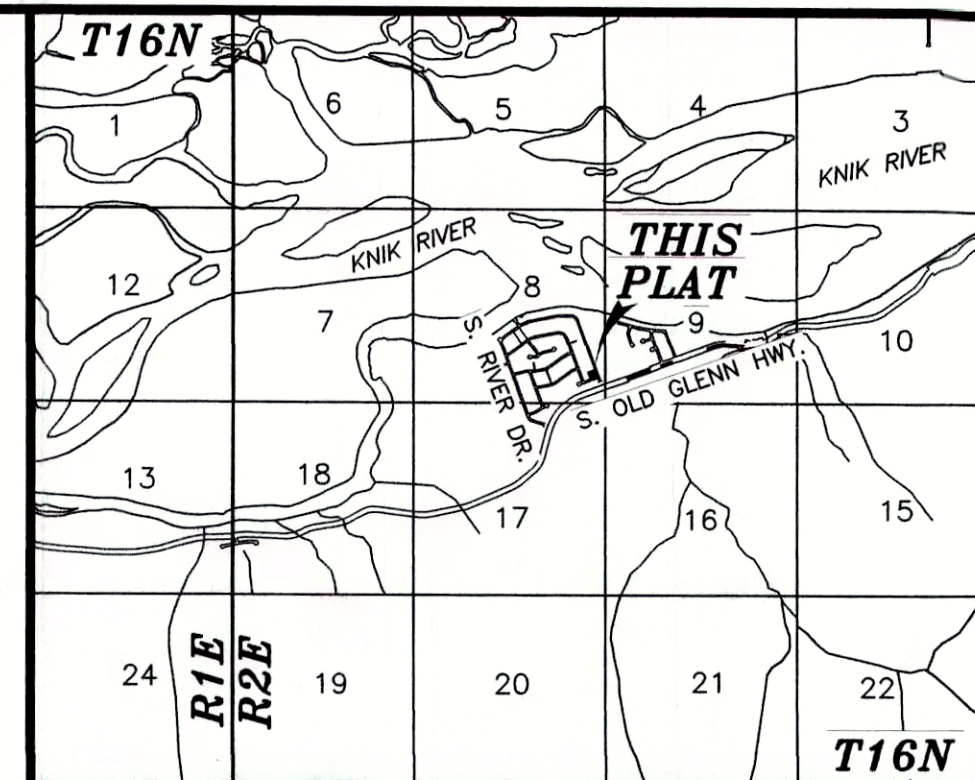 T16N
6
5
4
1
3
KNIK RIVER
THIS
PLAT
KNIK RIVER
12
8
7
9
10
S. RIVER DR.
S. OLD GLENN HWY.
13
18
17
16
15
R1E
R2E
24
19
20
21
22
T16N